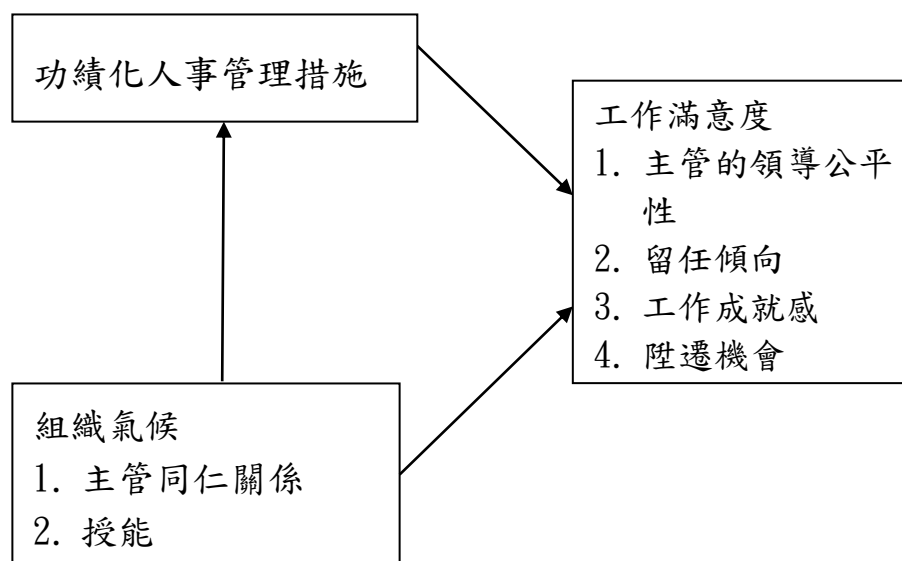 功績化人事管理措施
工作滿意度
1. 主管的領導公平
性
2. 留任傾向
3. 工作成就感
4. 陞遷機會
組織氣候
1. 主管同仁關係
2. 授能